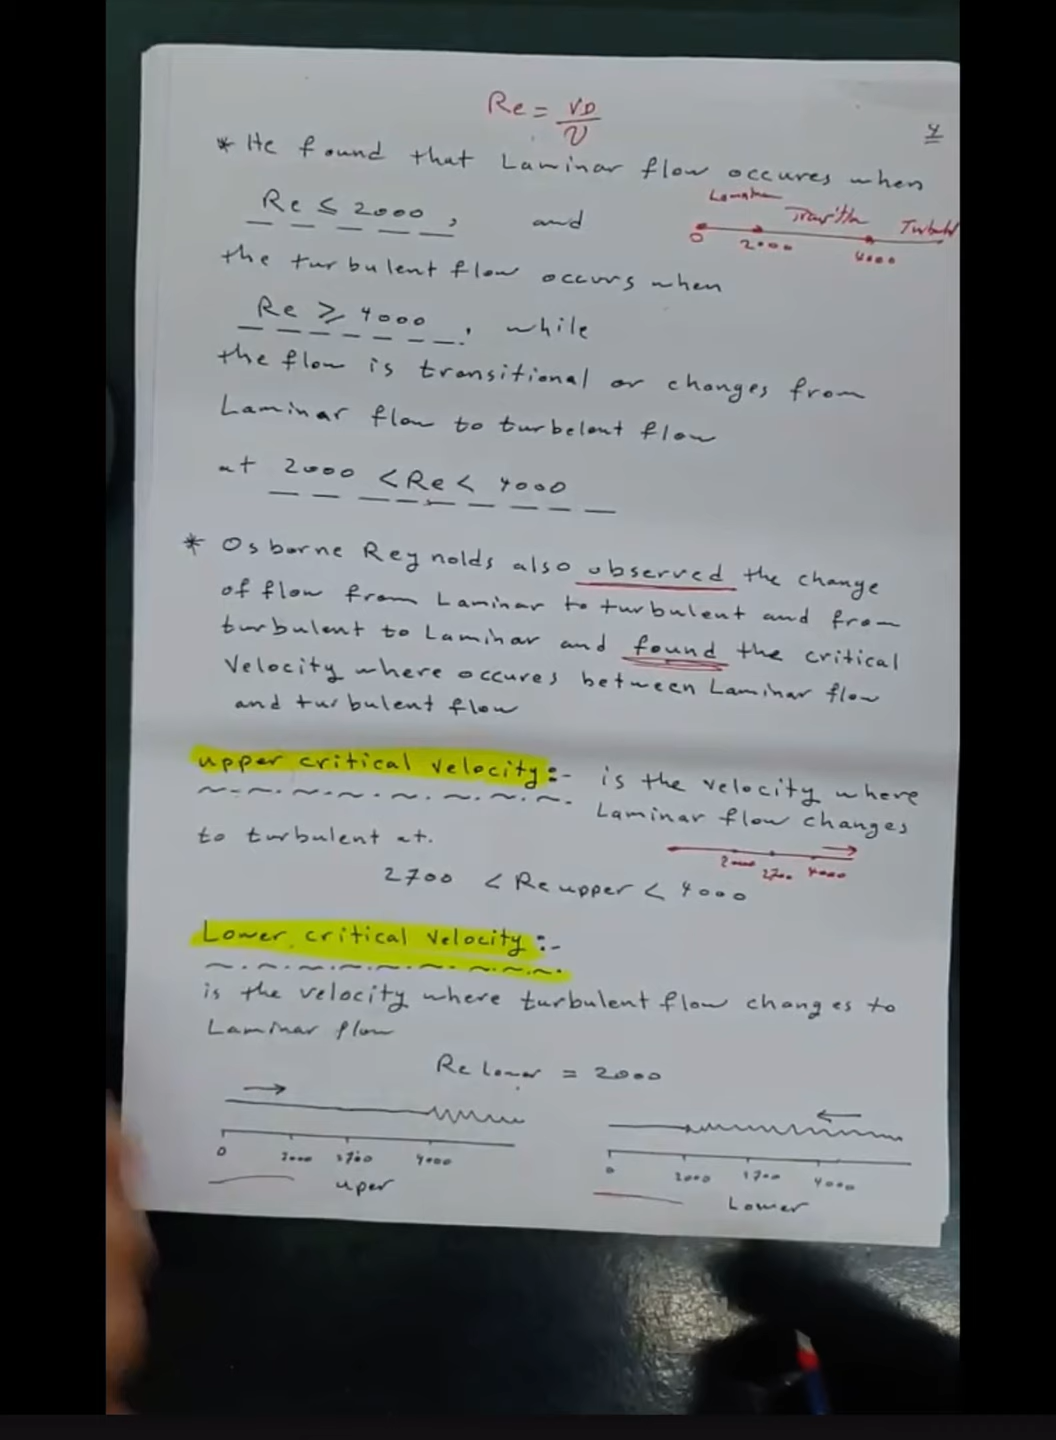 Re = VD/υ
4
* He found that Laminar flow occures when
Re ≤ 2000 , and
Laminar Transition Turbulent
0 2000 4000
the turbulent flow occurs when
Re ≥ 4000 , while
the flow is transitional or changes from
Laminar flow to turbelent flow
at 2000 < Re < 4000
* Osborne Reynolds also observed the change
of flow from Laminar to turbulent and from
turbulent to Laminar and found the critical
Velocity where occures between Laminar flow
and turbulent flow
upper critical velocity:- is the velocity where
Laminar flow changes
to turbulent at.
2000 2700 4000
2700 < Re upper < 4000
Lower critical velocity:-
is the velocity where turbulent flow changes to
Laminar flow
Re lower = 2000
0 2000 2700 4000
uper
0 2000 2700 4000
Lower